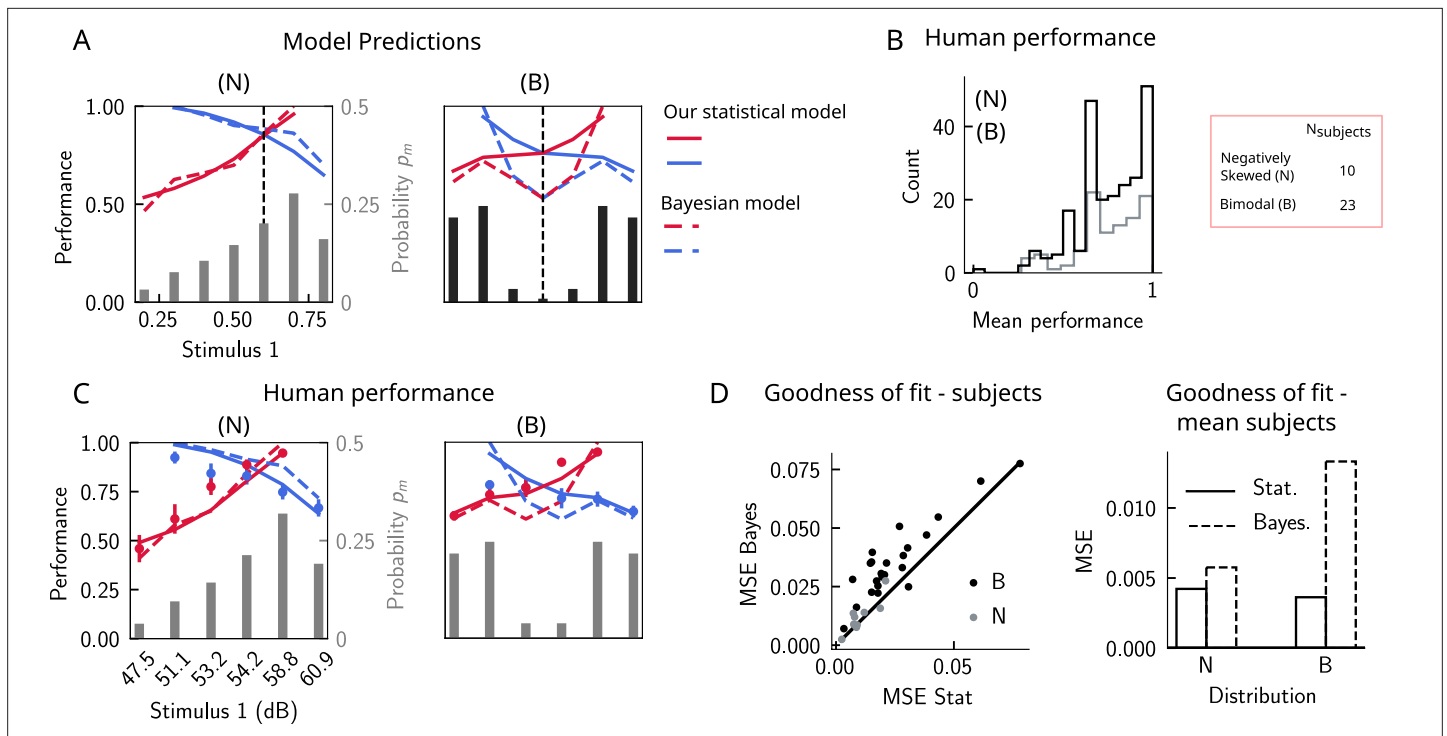 A
Model Predictions
(N)
(B)
1.00
0.50
0.00
Performance
0.5
0.25
0
Probability p_m
0.25
0.50
0.75
Stimulus 1
Our statistical model
Bayesian model
B
Human performance
(N)
(B)
40
20
0
Count
0
1
Mean performance
N_subjects
Negatively
Skewed (N)
10
Bimodal (B)
23
C
Human performance
(N)
(B)
1.00
0.75
0.50
0.25
0.00
Performance
0.5
0.25
0
Probability p_m
47.5
51.1
53.2
54.2
58.8
60.9
Stimulus 1 (dB)
D
Goodness of fit - subjects
0.075
0.050
0.025
0.000
MSE Bayes
B
N
0.00
0.05
MSE Stat
Goodness of fit -
mean subjects
0.010
0.005
0.000
MSE
Stat.
Bayes.
N
B
Distribution